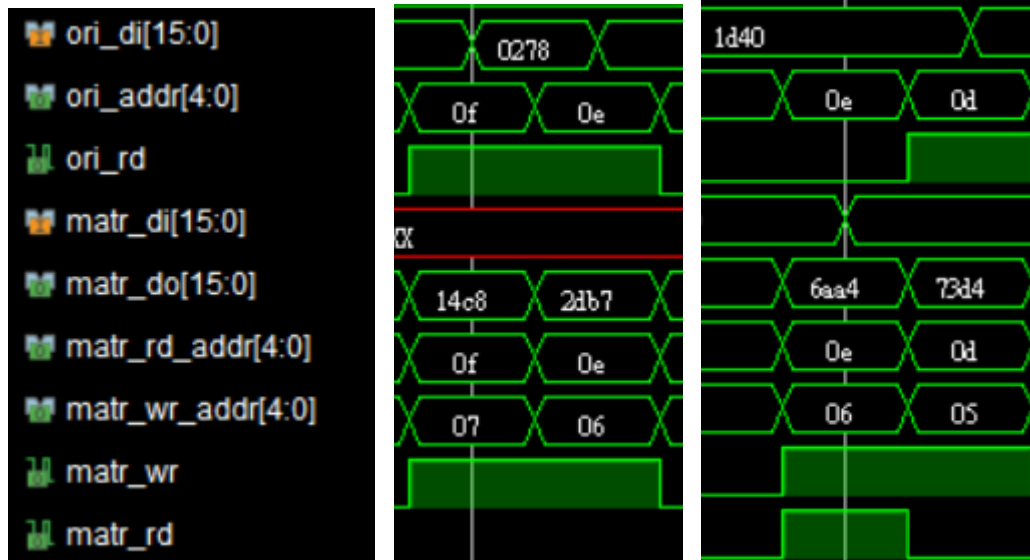 ori_di[15:0] 0278 1d40
ori_addr[4:0] 0f 0e 0e 0d
ori_rd
matr_di[15:0] XX
matr_do[15:0] 14c8 2db7 6aa4 73d4
matr_rd_addr[4:0] 0f 0e 0e 0d
matr_wr_addr[4:0] 07 06 06 05
matr_wr
matr_rd